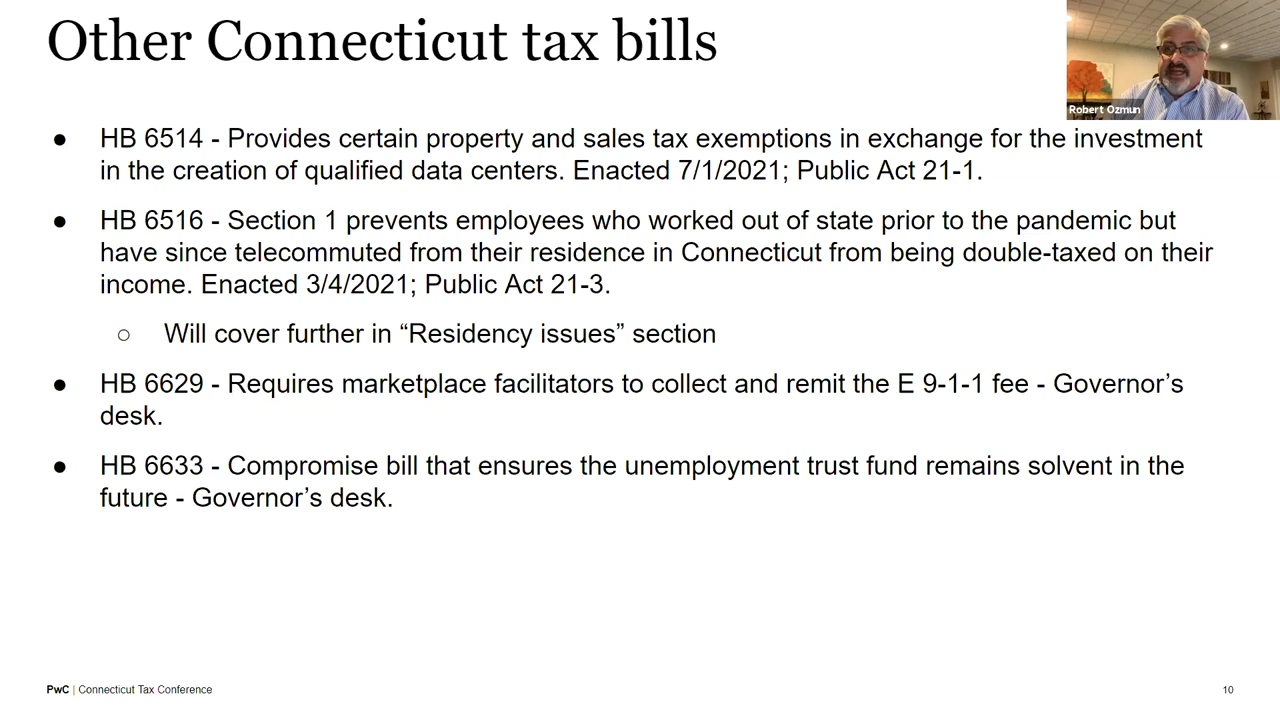 Other Connecticut tax bills
Robert Ozmun
● HB 6514 - Provides certain property and sales tax exemptions in exchange for the investment
in the creation of qualified data centers. Enacted 7/1/2021; Public Act 21-1.
● HB 6516 - Section 1 prevents employees who worked out of state prior to the pandemic but
have since telecommuted from their residence in Connecticut from being double-taxed on their
income. Enacted 3/4/2021; Public Act 21-3.
○ Will cover further in “Residency issues” section
● HB 6629 - Requires marketplace facilitators to collect and remit the E 9-1-1 fee - Governor’s
desk.
● HB 6633 - Compromise bill that ensures the unemployment trust fund remains solvent in the
future - Governor’s desk.
PwC | Connecticut Tax Conference
10